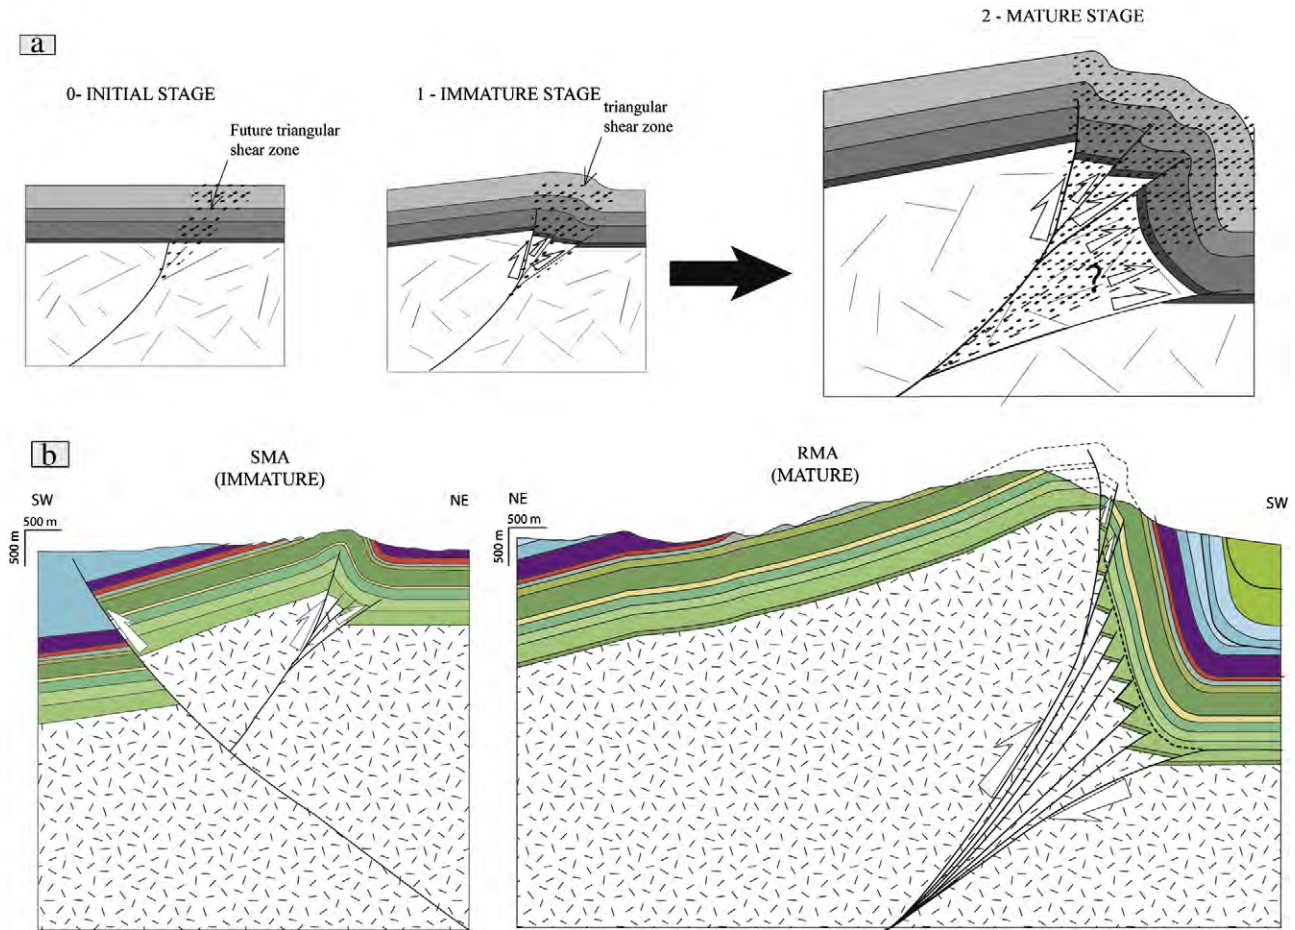 a
2 - MATURE STAGE
0- INITIAL STAGE
1 - IMMATURE STAGE
triangular
shear zone
Future triangular
shear zone
?
b
SMA
(IMMATURE)
RMA
(MATURE)
SW
NE
NE
SW
500 m
500 m
500 m
500 m